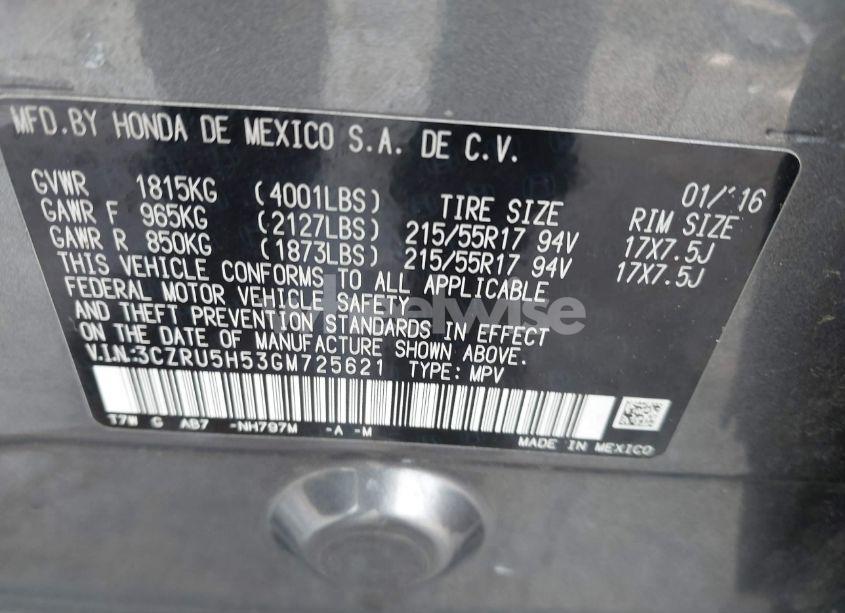 MFD.BY HONDA DE MEXICO S.A. DE C.V.
01/'16
GVWR 1815KG (4001LBS) TIRE SIZE RIM SIZE
GAWR F 965KG (2127LBS) 215/55R17 94V 17X7.5J
GAWR R 850KG (1873LBS) 215/55R17 94V 17X7.5J
THIS VEHICLE CONFORMS TO ALL APPLICABLE
FEDERAL MOTOR VEHICLE SAFETY
AND THEFT PREVENTION STANDARDS IN EFFECT
ON THE DATE OF MANUFACTURE SHOWN ABOVE.
V.I.N:3CZRU5H53GM725621 TYPE: MPV
T7W G AB7 -NH797M -A -M
MADE IN MEXICO